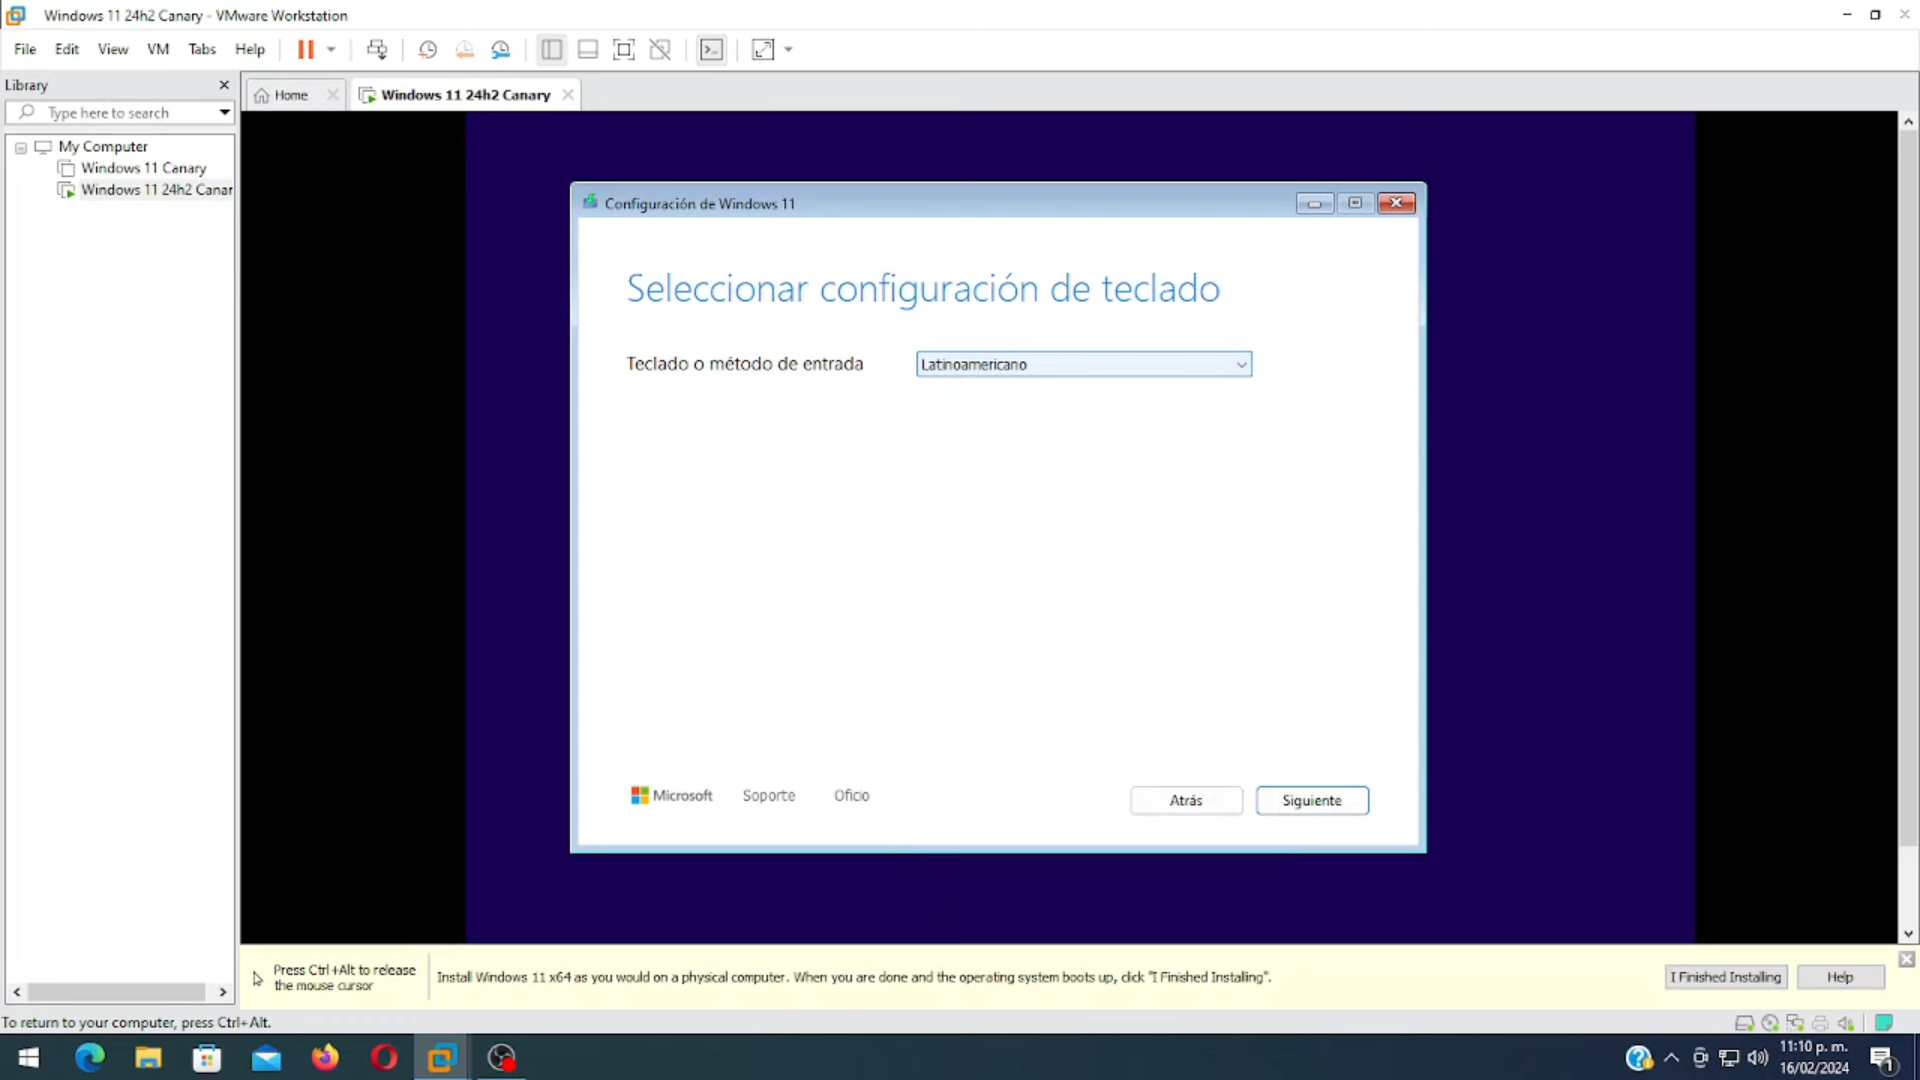 Windows 11 24h2 Canary - VMware Workstation
File Edit View VM Tabs Help
Library
Type here to search
Home
Windows 11 24h2 Canary
My Computer
Windows 11 Canary
Windows 11 24h2 Canar
Configuración de Windows 11
Seleccionar configuración de teclado
Teclado o método de entrada
Latinoamericano
Microsoft
Soporte
Oficio
Atrás
Siguiente
Press Ctrl+Alt to release
the mouse cursor
Install Windows 11 x64 as you would on a physical computer. When you are done and the operating system boots up, click "I Finished Installing".
I Finished Installing
Help
To return to your computer, press Ctrl+Alt.
11:10 p. m.
16/02/2024
1